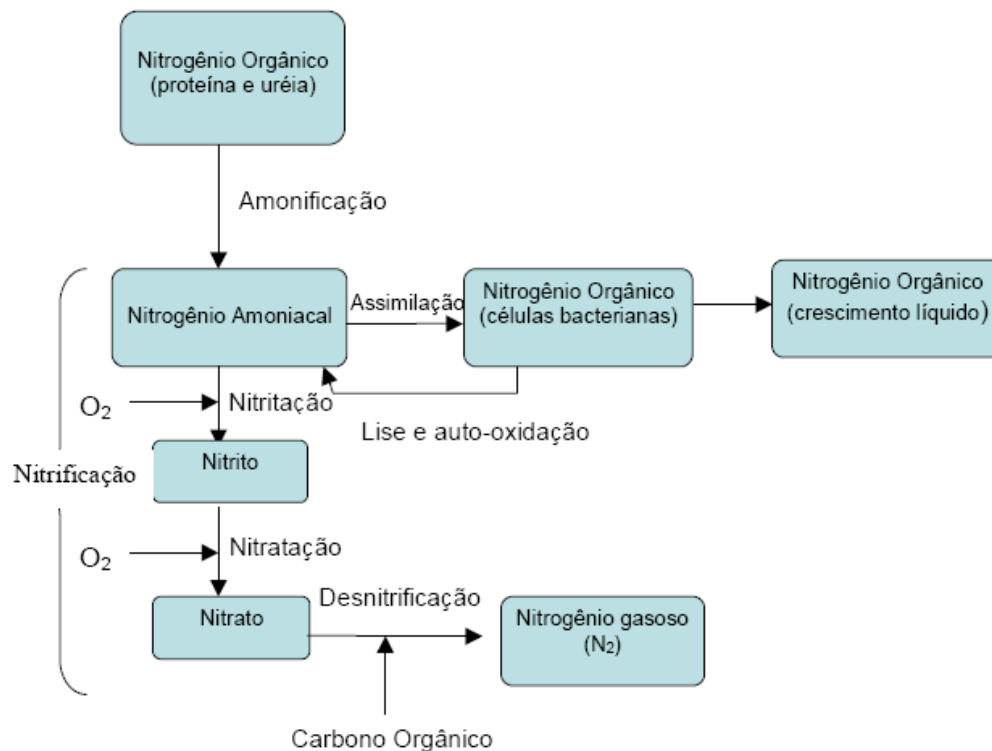 Nitrogênio Orgânico
(proteína e uréia)
Amonificação
Nitrogênio Amoniacal
Assimilação
Nitrogênio Orgânico
(células bacterianas)
Nitrogênio Orgânico
(crescimento líquido)
O₂
Nitritação
Lise e auto-oxidação
Nitrito
Nitrificação
O₂
Nitratação
Desnitrificação
Nitrato
Nitrogênio gasoso
(N₂)
Carbono Orgânico